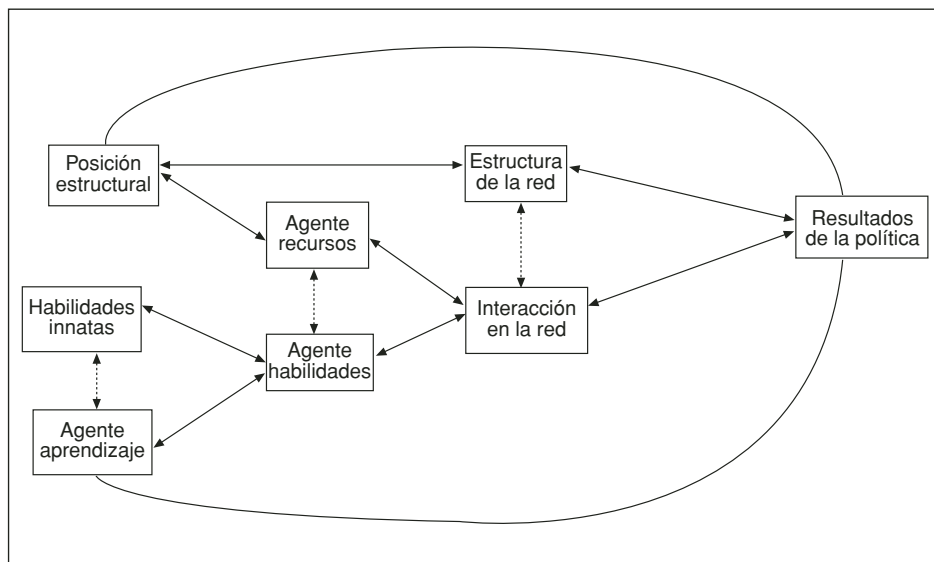 Posición
estructural
Estructura
de la red
Agente
recursos
Resultados
de la política
Habilidades
innatas
Interacción
en la red
Agente
habilidades
Agente
aprendizaje